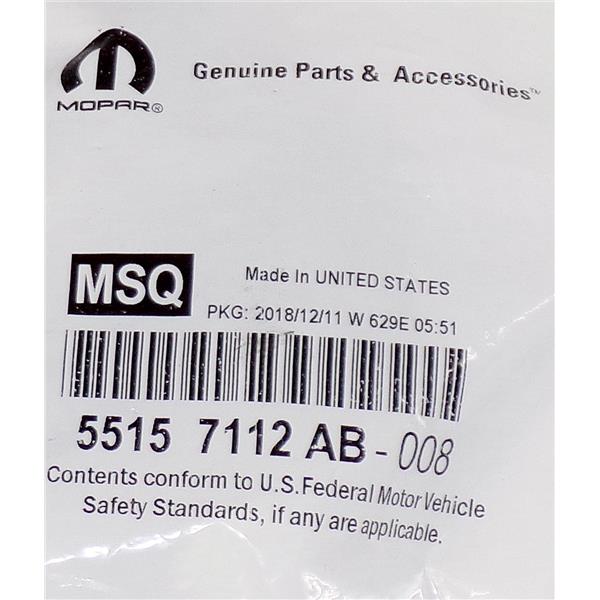 MOPAR®
Genuine Parts & Accessories™
MSQ
Made In UNITED STATES
PKG: 2018/12/11 W 629E 05:51
5515 7112 AB - 008
Contents conform to U.S. Federal Motor Vehicle
Safety Standards, if any are applicable.